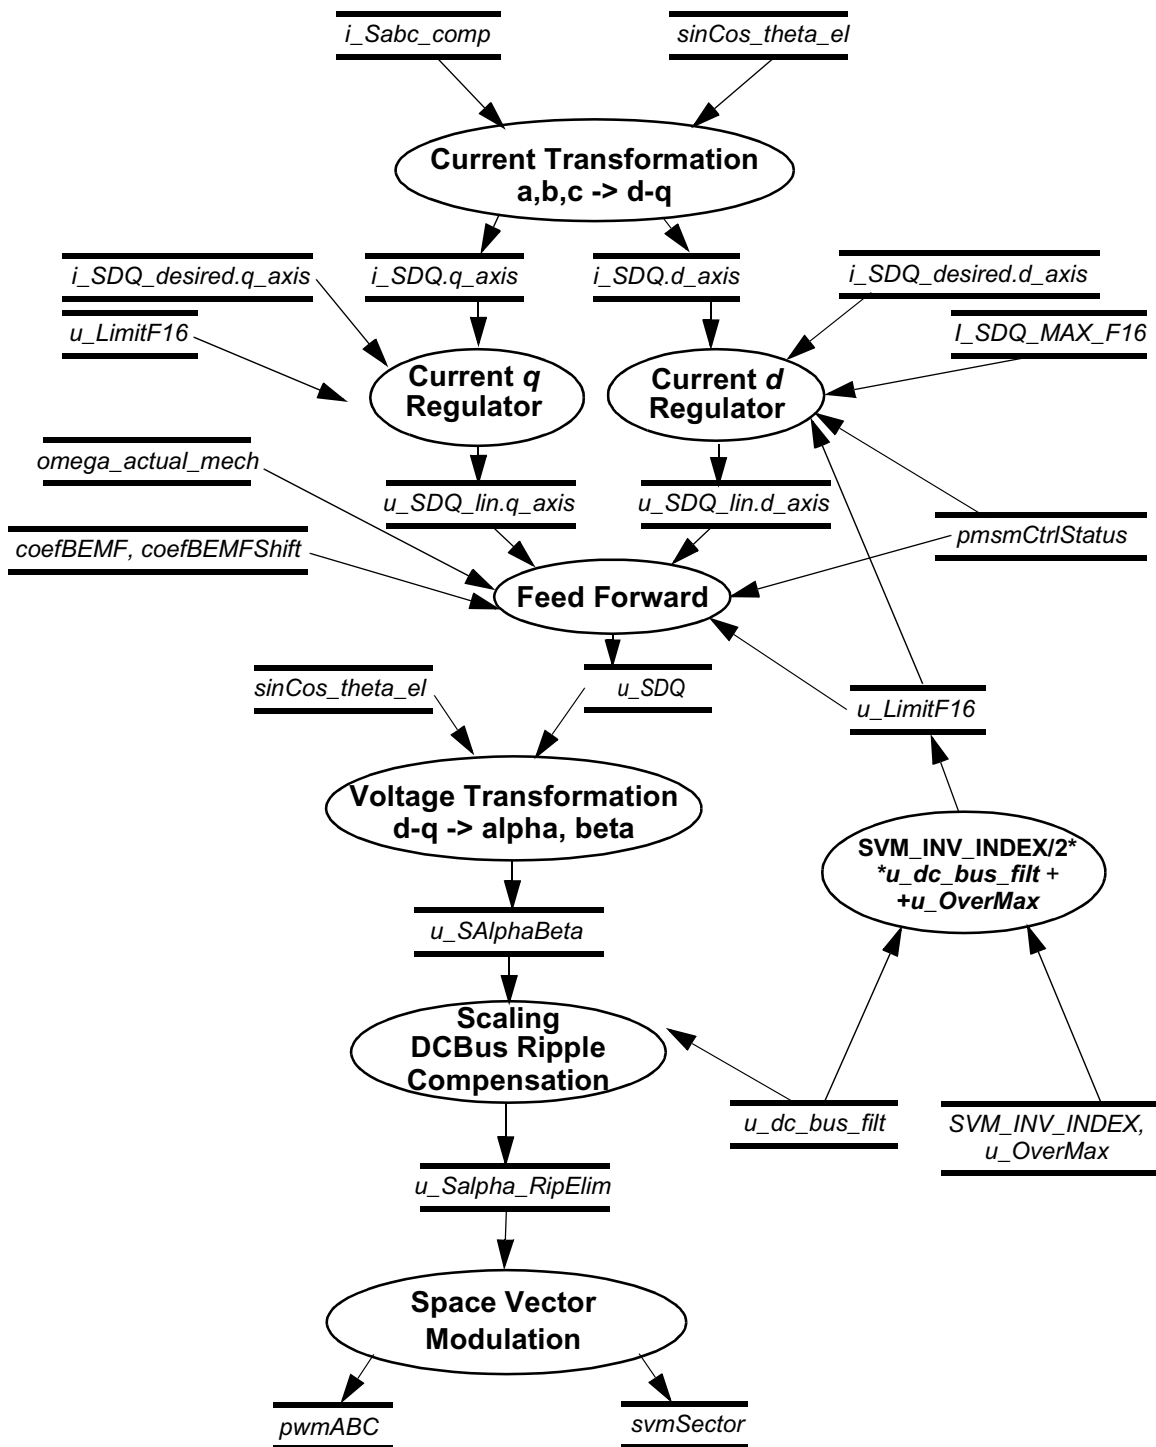 i_Sabc_comp
sinCos_theta_el
Current Transformation
a,b,c -> d-q
i_SDQ_desired.q_axis
i_SDQ.q_axis
i_SDQ.d_axis
i_SDQ_desired.d_axis
u_LimitF16
I_SDQ_MAX_F16
Current q
Regulator
Current d
Regulator
omega_actual_mech
u_SDQ_lin.q_axis
u_SDQ_lin.d_axis
coefBEMF, coefBEMFShift
pmsmCtrlStatus
Feed Forward
sinCos_theta_el
u_SDQ
u_LimitF16
Voltage Transformation
d-q -> alpha, beta
SVM_INV_INDEX/2*
*u_dc_bus_filt +
+u_OverMax
u_SAlphaBeta
Scaling
DCBus Ripple
Compensation
u_dc_bus_filt
SVM_INV_INDEX,
u_OverMax
u_Salpha_RipElim
Space Vector
Modulation
pwmABC
svmSector